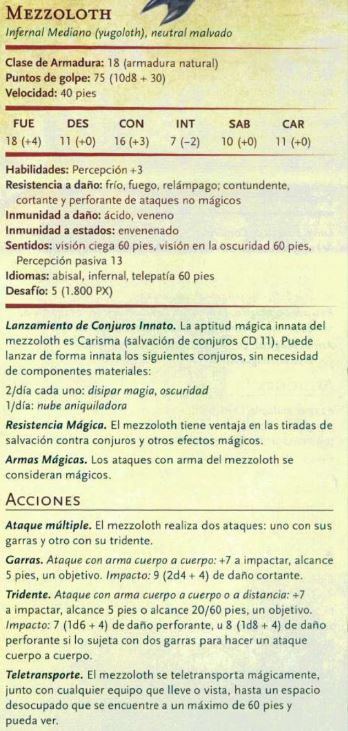 MEZZOLOTH
Infernal Mediano (yugoloth), neutral malvado
Clase de Armadura: 18 (armadura natural)
Puntos de golpe: 75 (10d8 + 30)
Velocidad: 40 pies
FUE DES CON INT SAB CAR
18 (+4) 11 (+0) 16 (+3) 7 (−2) 10 (+0) 11 (+0)
Habilidades: Percepción +3
Resistencia a daño: frío, fuego, relámpago; contundente,
cortante y perforante de ataques no mágicos
Inmunidad a daño: ácido, veneno
Inmunidad a estados: envenenado
Sentidos: visión ciega 60 pies, visión en la oscuridad 60 pies,
Percepción pasiva 13
Idiomas: abisal, infernal, telepatía 60 pies
Desafío: 5 (1.800 PX)
Lanzamiento de Conjuros Innato. La aptitud mágica innata del
mezzoloth es Carisma (salvación de conjuros CD 11). Puede
lanzar de forma innata los siguientes conjuros, sin necesidad
de componentes materiales:
2/día cada uno: disipar magia, oscuridad
1/día: nube aniquiladora
Resistencia Mágica. El mezzoloth tiene ventaja en las tiradas de
salvación contra conjuros y otros efectos mágicos.
Armas Mágicas. Los ataques con arma del mezzoloth se
consideran mágicos.
ACCIONES
Ataque múltiple. El mezzoloth realiza dos ataques: uno con sus
garras y otro con su tridente.
Garras. Ataque con arma cuerpo a cuerpo: +7 a impactar, alcance
5 pies, un objetivo. Impacto: 9 (2d4 + 4) de daño cortante.
Tridente. Ataque con arma cuerpo a cuerpo o a distancia: +7
a impactar, alcance 5 pies o alcance 20/60 pies, un objetivo.
Impacto: 7 (1d6 + 4) de daño perforante, u 8 (1d8 + 4) de daño
perforante si lo sujeta con dos garras para hacer un ataque
cuerpo a cuerpo.
Teletransporte. El mezzoloth se teletransporta mágicamente,
junto con cualquier equipo que lleve o vista, hasta un espacio
desocupado que se encuentre a un máximo de 60 pies y
pueda ver.